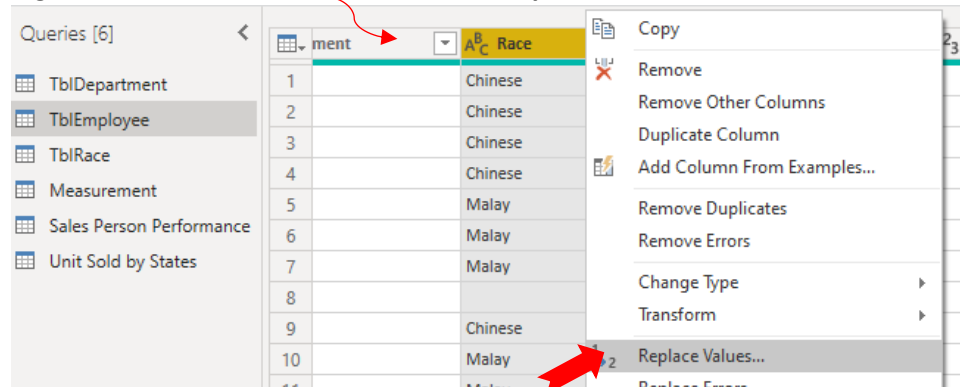 Queries [6]
TblDepartment
TblEmployee
TblRace
Measurement
Sales Person Performance
Unit Sold by States
ment
ABC Race
23
1 Chinese
2 Chinese
3 Chinese
4 Chinese
5 Malay
6 Malay
7 Malay
8
9 Chinese
10 Malay
Copy
Remove
Remove Other Columns
Duplicate Column
Add Column From Examples...
Remove Duplicates
Remove Errors
Change Type
Transform
Replace Values...